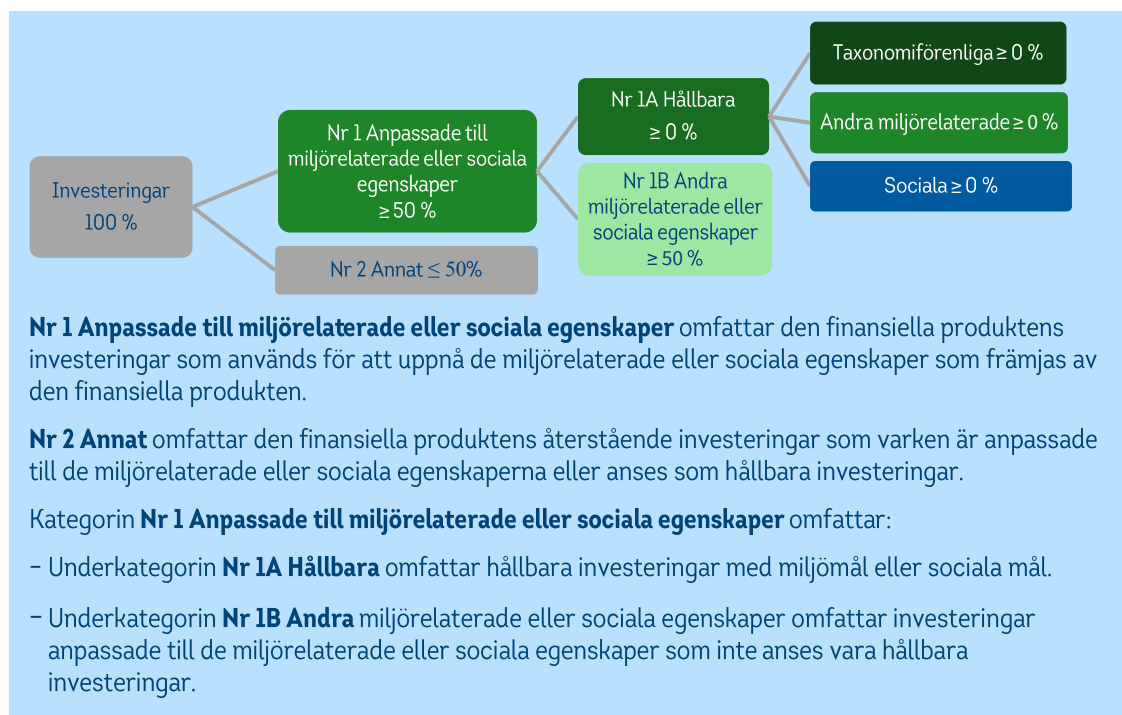 Investeringar
100 %
Nr 1 Anpassade till
miljörelaterade eller sociala
egenskaper
≥ 50 %
Nr 2 Annat ≤ 50%
Nr 1A Hållbara
≥ 0 %
Nr 1B Andra
miljörelaterade eller
sociala egenskaper
≥ 50 %
Taxonomiförenliga ≥ 0 %
Andra miljörelaterade ≥ 0 %
Sociala ≥ 0 %
Nr 1 Anpassade till miljörelaterade eller sociala egenskaper omfattar den finansiella produktens
investeringar som används för att uppnå de miljörelaterade eller sociala egenskaper som främjas av
den finansiella produkten.
Nr 2 Annat omfattar den finansiella produktens återstående investeringar som varken är anpassade
till de miljörelaterade eller sociala egenskaperna eller anses som hållbara investeringar.
Kategorin Nr 1 Anpassade till miljörelaterade eller sociala egenskaper omfattar:
– Underkategorin Nr 1A Hållbara omfattar hållbara investeringar med miljömål eller sociala mål.
– Underkategorin Nr 1B Andra miljörelaterade eller sociala egenskaper omfattar investeringar
anpassade till de miljörelaterade eller sociala egenskaper som inte anses vara hållbara
investeringar.